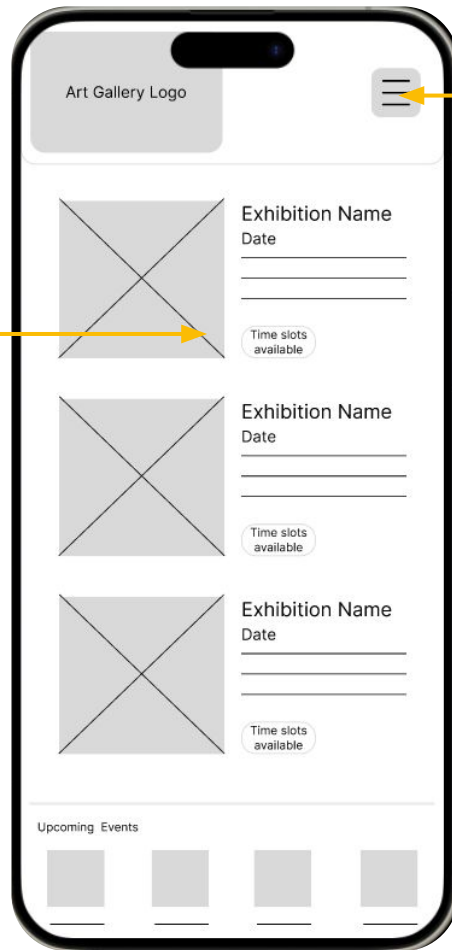 Art Gallery Logo
Exhibition Name
Date
Time slots
available
Exhibition Name
Date
Time slots
available
Exhibition Name
Date
Time slots
available
Upcoming Events